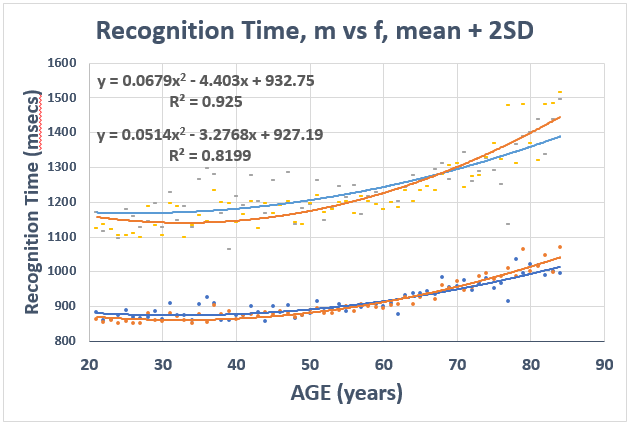 Recognition Time, m vs f, mean + 2SD
1600
1500
1400
1300
1200
1100
1000
900
800
Recognition Time (msecs)
y = 0.0679x² - 4.403x + 932.75
R² = 0.925
y = 0.0514x² - 3.2768x + 927.19
R² = 0.8199
20 30 40 50 60 70 80 90
AGE (years)